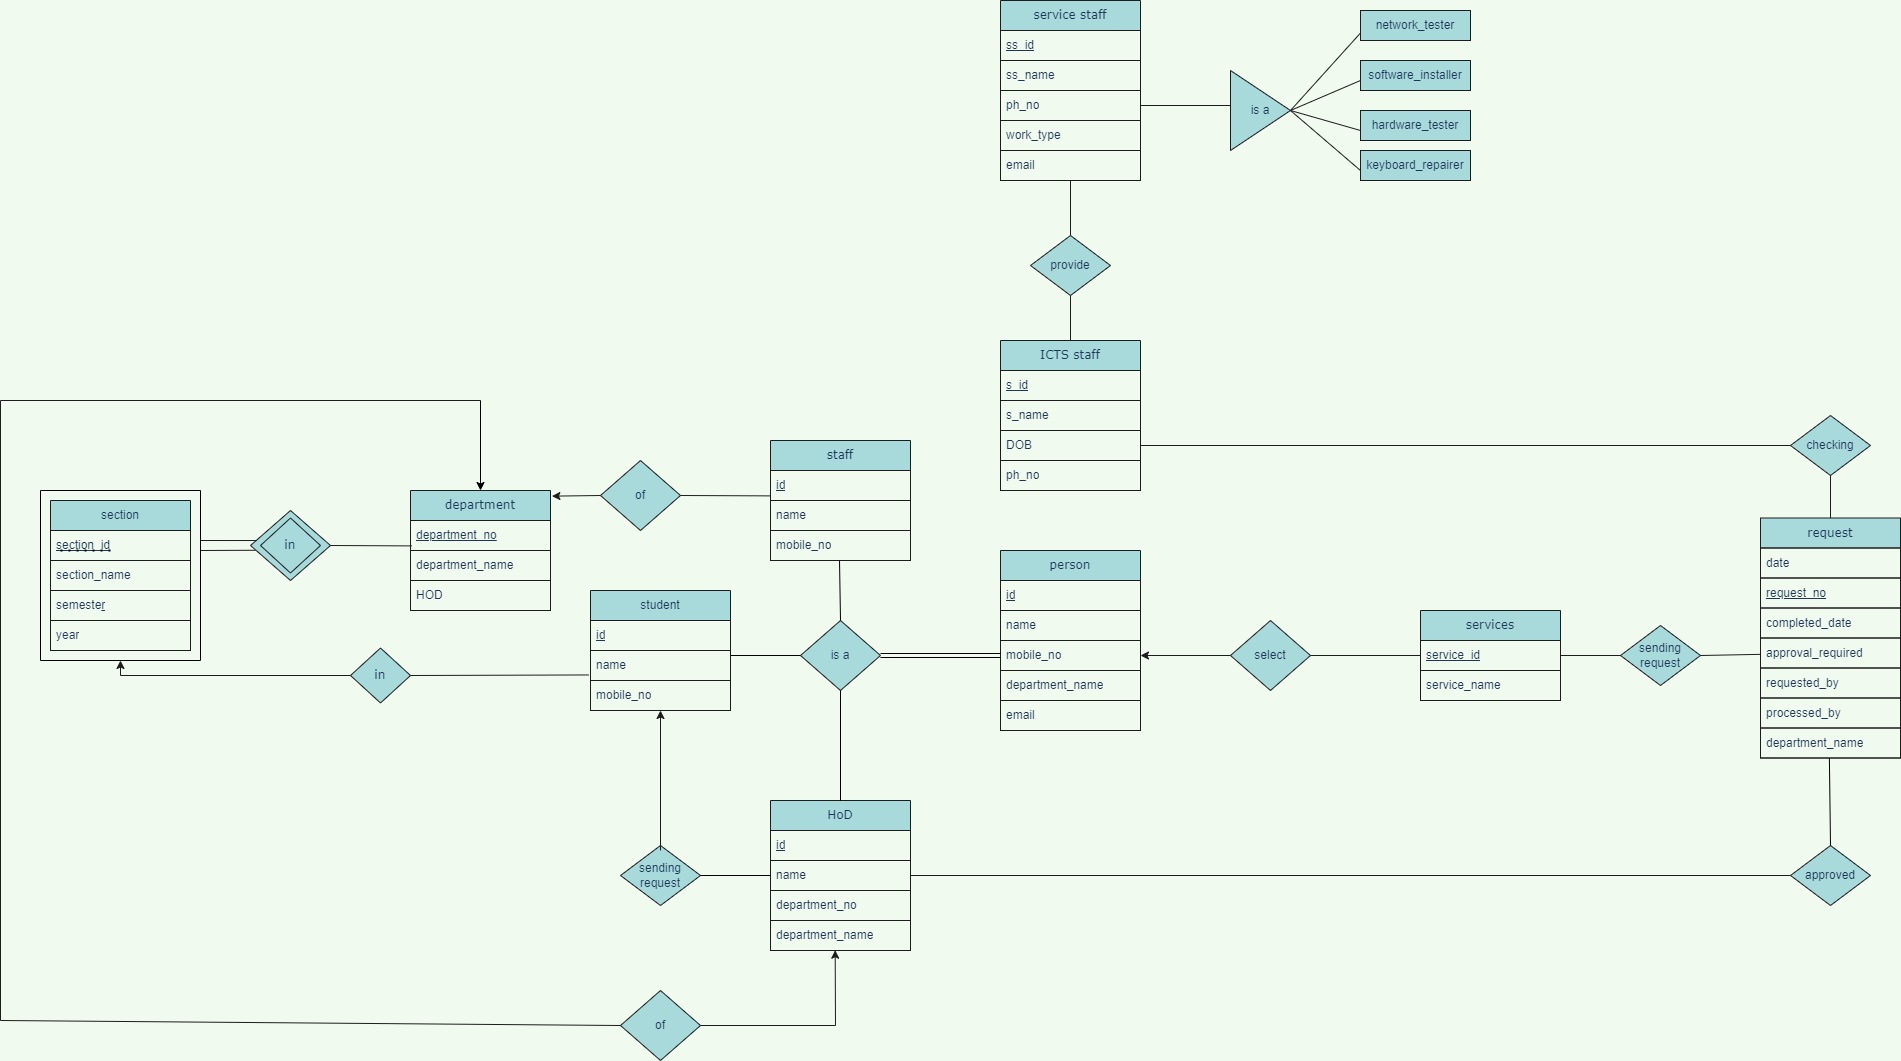 service staff
ss_id
ss_name
ph_no
work_type
email
is a
network_tester
software_installer
hardware_tester
keyboard_repairer
provide
ICTS staff
s_id
s_name
DOB
ph_no
checking
section
section_id
section_name
semester
year
in
department
department_no
department_name
HOD
of
staff
id
name
mobile_no
in
student
id
name
mobile_no
is a
person
id
name
mobile_no
department_name
email
select
services
service_id
service_name
sending
request
request
date
request_no
completed_date
approval_required
requested_by
processed_by
department_name
sending
request
HoD
id
name
department_no
department_name
approved
of